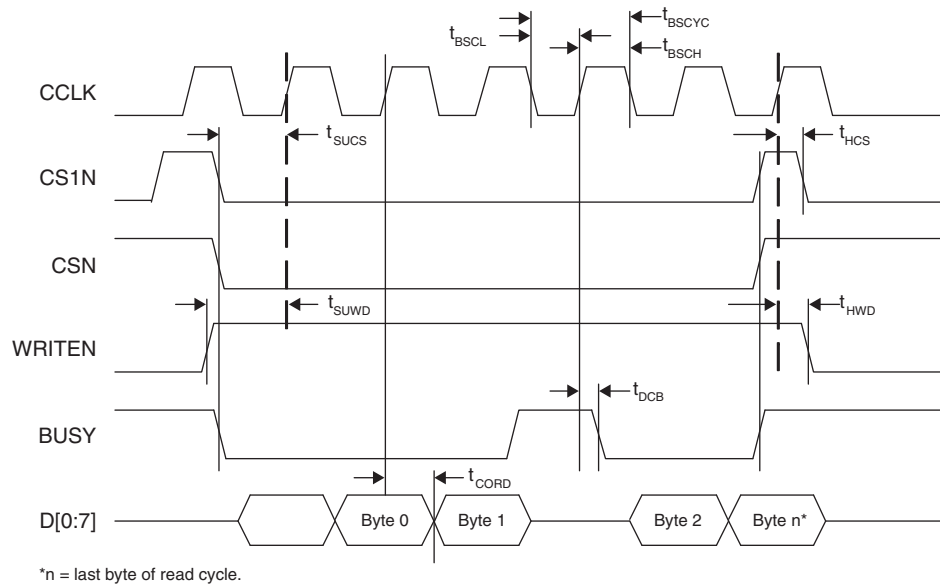 tBSCYC
tBSCL
tBSCH
CCLK
tSUCS
tHCS
CS1N
CSN
tSUWD
tHWD
WRITEN
tDCB
BUSY
tCORD
D[0:7]
Byte 0
Byte 1
Byte 2
Byte n*
*n = last byte of read cycle.